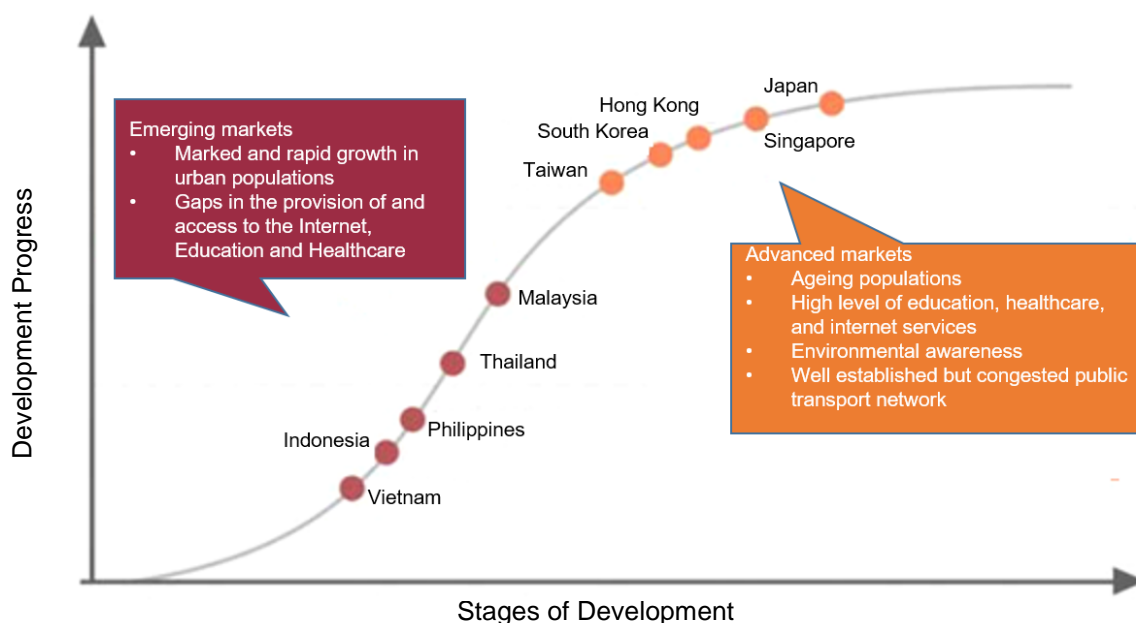 Japan
Hong Kong
South Korea
Singapore
Taiwan
Emerging markets
• Marked and rapid growth in
urban populations
• Gaps in the provision of and
access to the Internet,
Education and Healthcare
Advanced markets
• Ageing populations
• High level of education, healthcare,
and internet services
• Environmental awareness
• Well established but congested public
transport network
Malaysia
Thailand
Philippines
Indonesia
Vietnam
Development Progress
Stages of Development